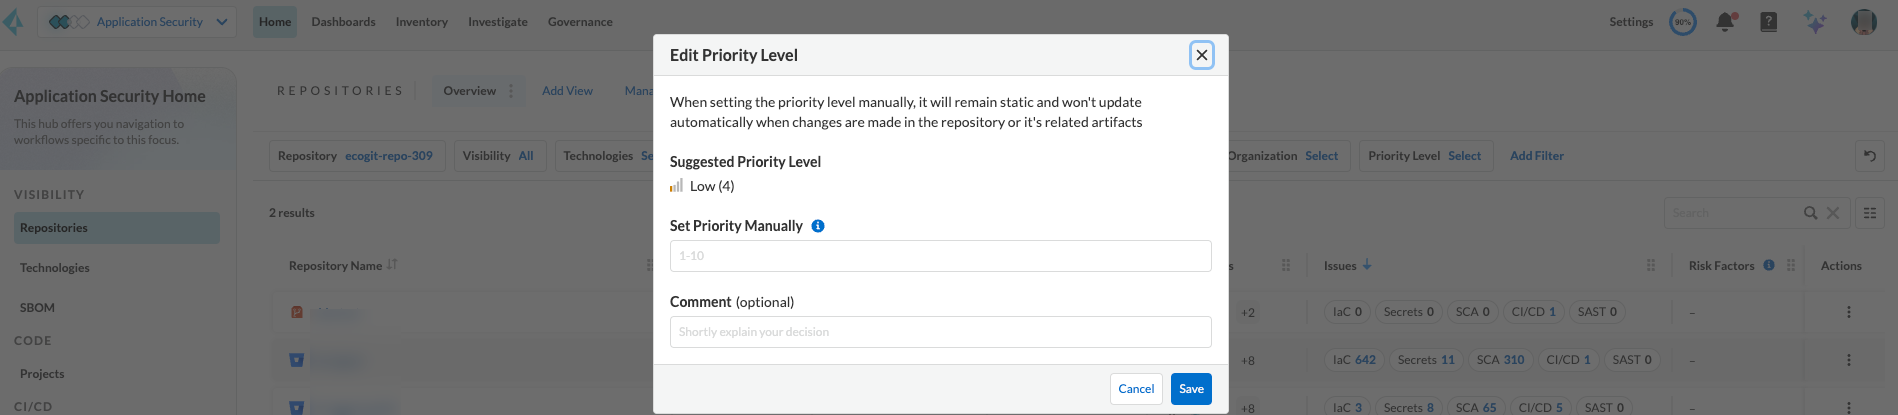 Application Security
Home
Dashboards
Inventory
Investigate
Governance
Settings
90%
Edit Priority Level
Application Security Home
This hub offers you navigation to
workflows specific to this focus.
REPOSITORIES
Overview
Add View
Mana
When setting the priority level manually, it will remain static and won't update
automatically when changes are made in the repository or it's related artifacts
Repository ecogit-repo-309
Visibility All
Technologies Se
Organization Select
Priority Level Select
Add Filter
Suggested Priority Level
Low (4)
VISIBILITY
Repositories
Technologies
SBOM
CODE
Projects
CI/CD
2 results
Search
Set Priority Manually
1-10
Comment (optional)
Shortly explain your decision
Cancel
Save
Repository Name
s
Issues
Risk Factors
Actions
+2
IaC 0
Secrets 0
SCA 0
CI/CD 1
SAST 0
–
+8
IaC 642
Secrets 11
SCA 310
CI/CD 1
SAST 0
–
+8
IaC 3
Secrets 8
SCA 65
CI/CD 5
SAST 0
–